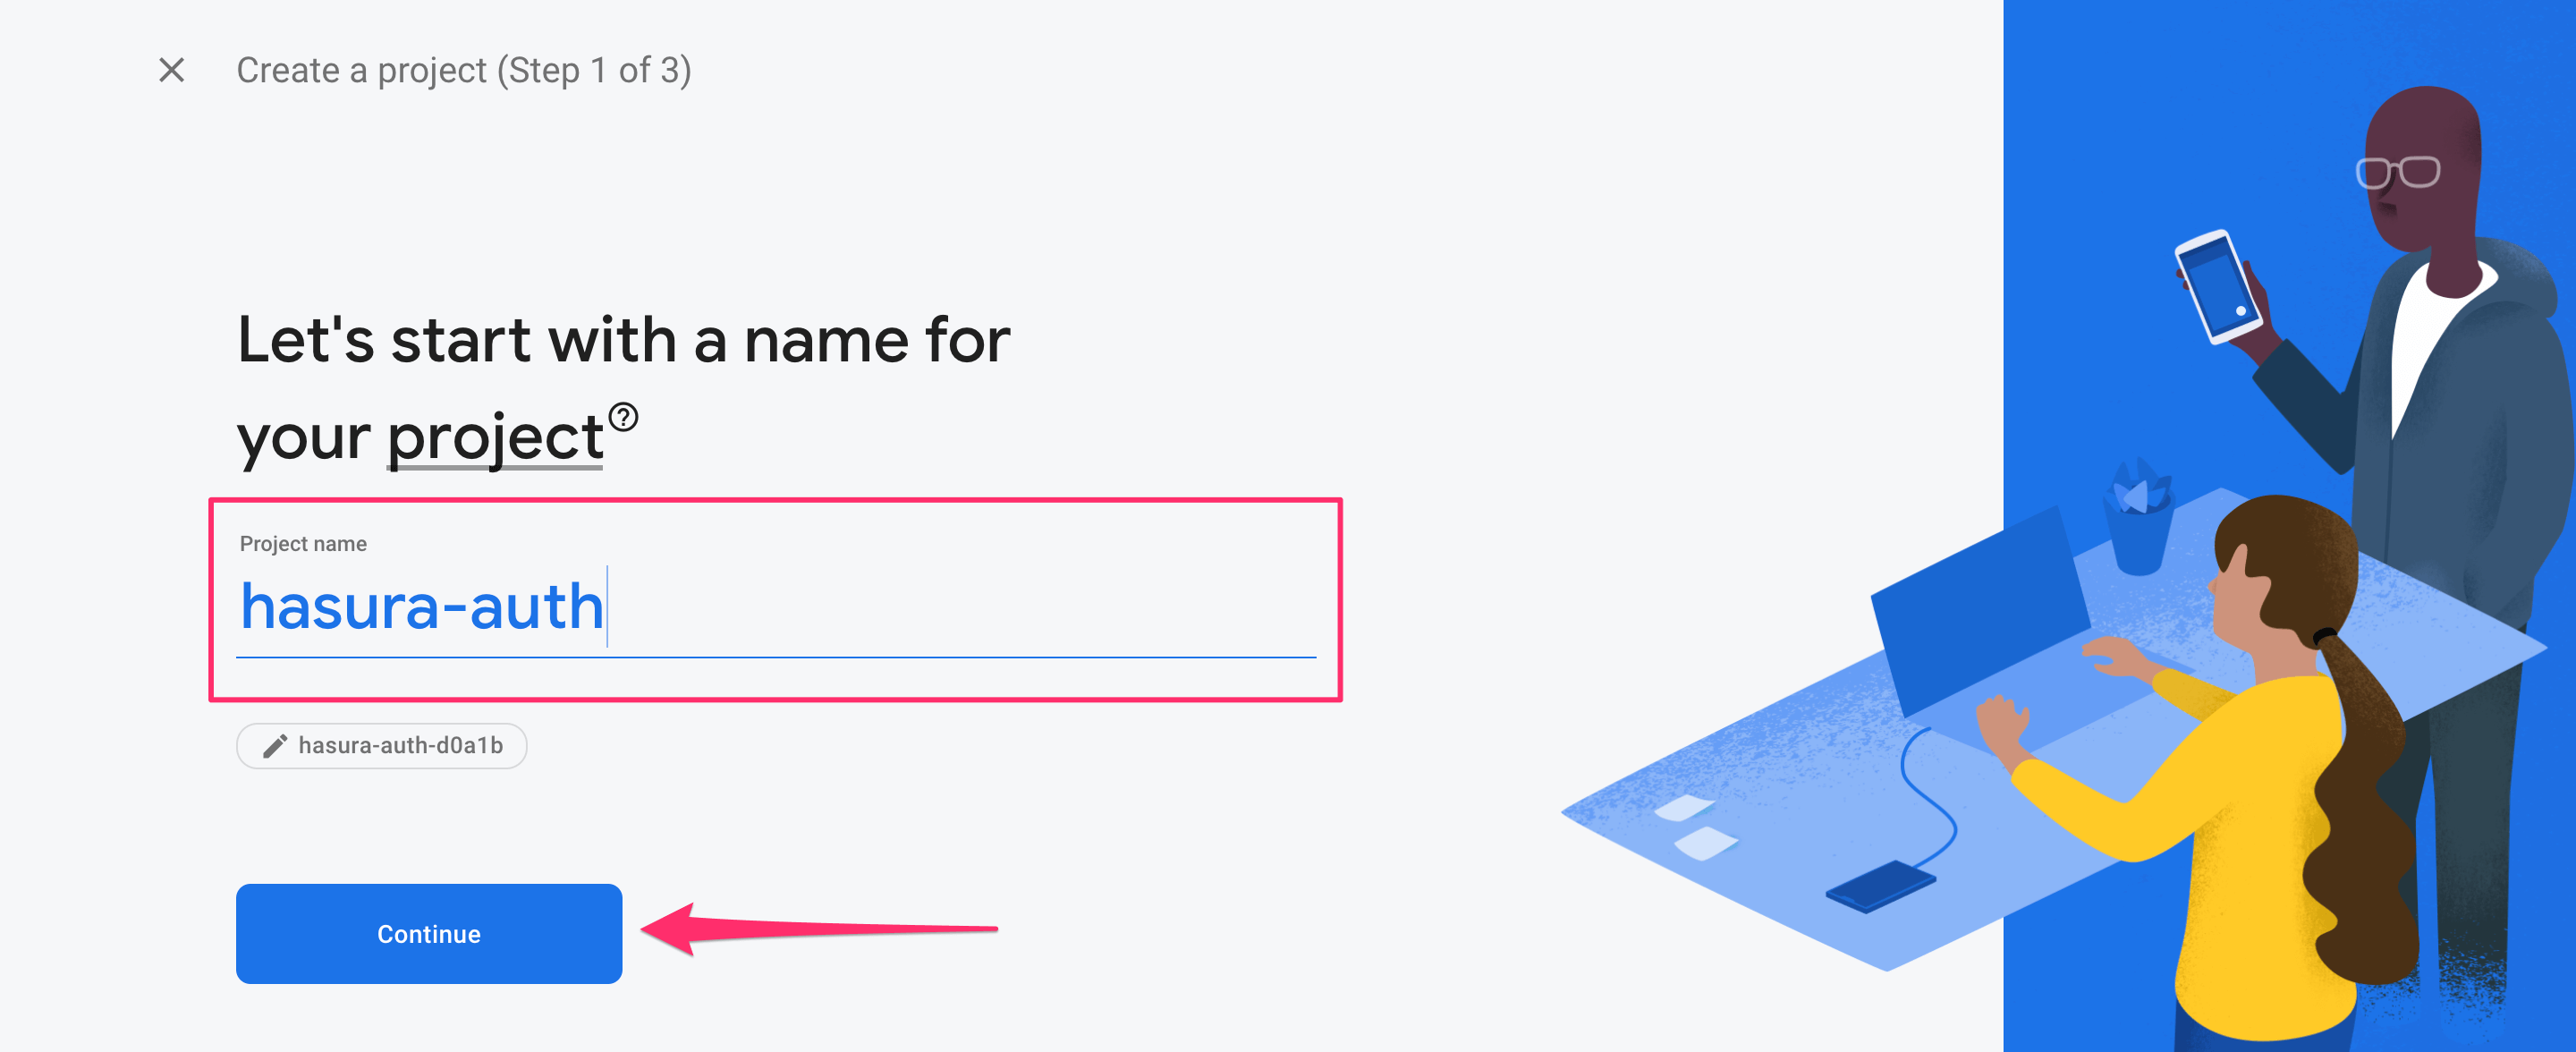 Create a project (Step 1 of 3)
Let's start with a name for
your project
Project name
hasura-auth
hasura-auth-d0a1b
Continue